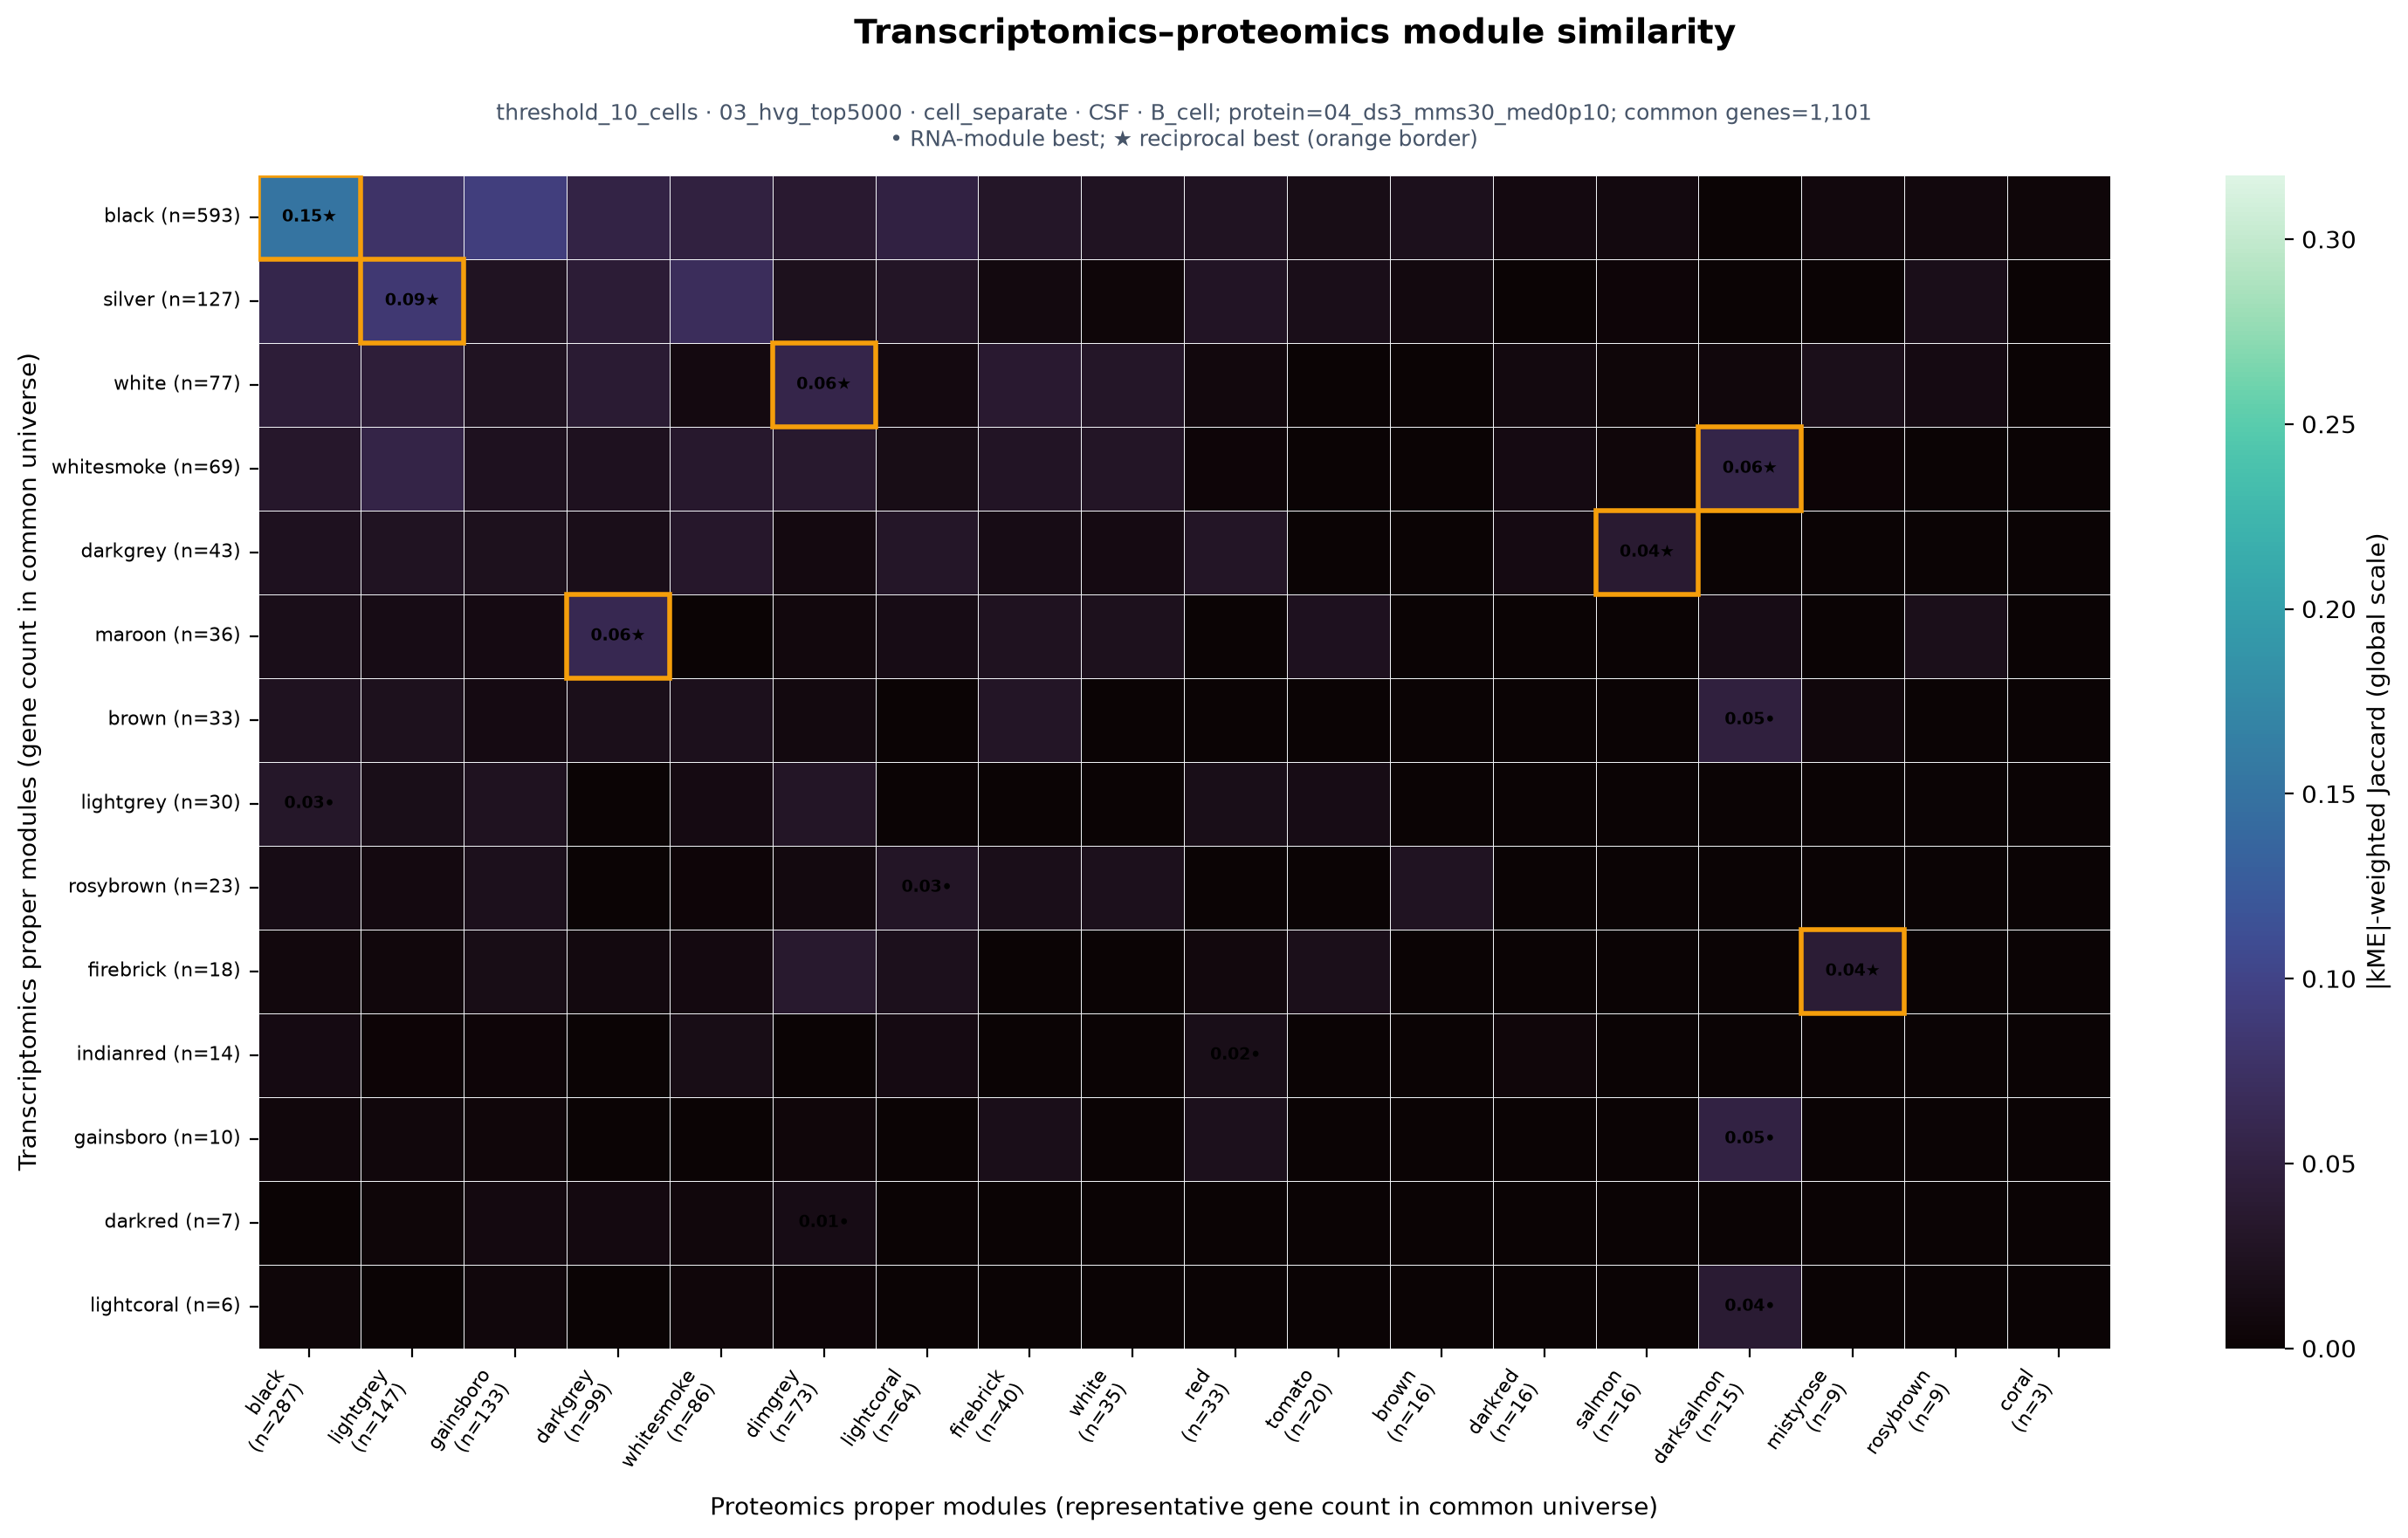 Transcriptomics–proteomics module similarity
threshold_10_cells · 03_hvg_top5000 · cell_separate · CSF · B_cell; protein=04_ds3_mms30_med0p10; common genes=1,101
• RNA-module best; ★ reciprocal best (orange border)
Transcriptomics proper modules (gene count in common universe)
black (n=593)
0.15★
silver (n=127)
0.09★
white (n=77)
0.06★
whitesmoke (n=69)
0.06★
darkgrey (n=43)
0.04★
maroon (n=36)
0.06★
brown (n=33)
0.05•
lightgrey (n=30)
0.03•
rosybrown (n=23)
0.03•
firebrick (n=18)
0.04★
indianred (n=14)
0.02•
gainsboro (n=10)
0.05•
darkred (n=7)
0.01•
lightcoral (n=6)
0.04•
black
(n=287)
lightgrey
(n=147)
gainsboro
(n=133)
darkgrey
(n=99)
whitesmoke
(n=86)
dimgrey
(n=73)
lightcoral
(n=64)
firebrick
(n=40)
white
(n=35)
red
(n=33)
tomato
(n=20)
brown
(n=16)
darkred
(n=16)
salmon
(n=16)
darksalmon
(n=15)
mistyrose
(n=9)
rosybrown
(n=9)
coral
(n=3)
Proteomics proper modules (representative gene count in common universe)
0.30
0.25
0.20
0.15
0.10
0.05
0.00
|kME|-weighted Jaccard (global scale)